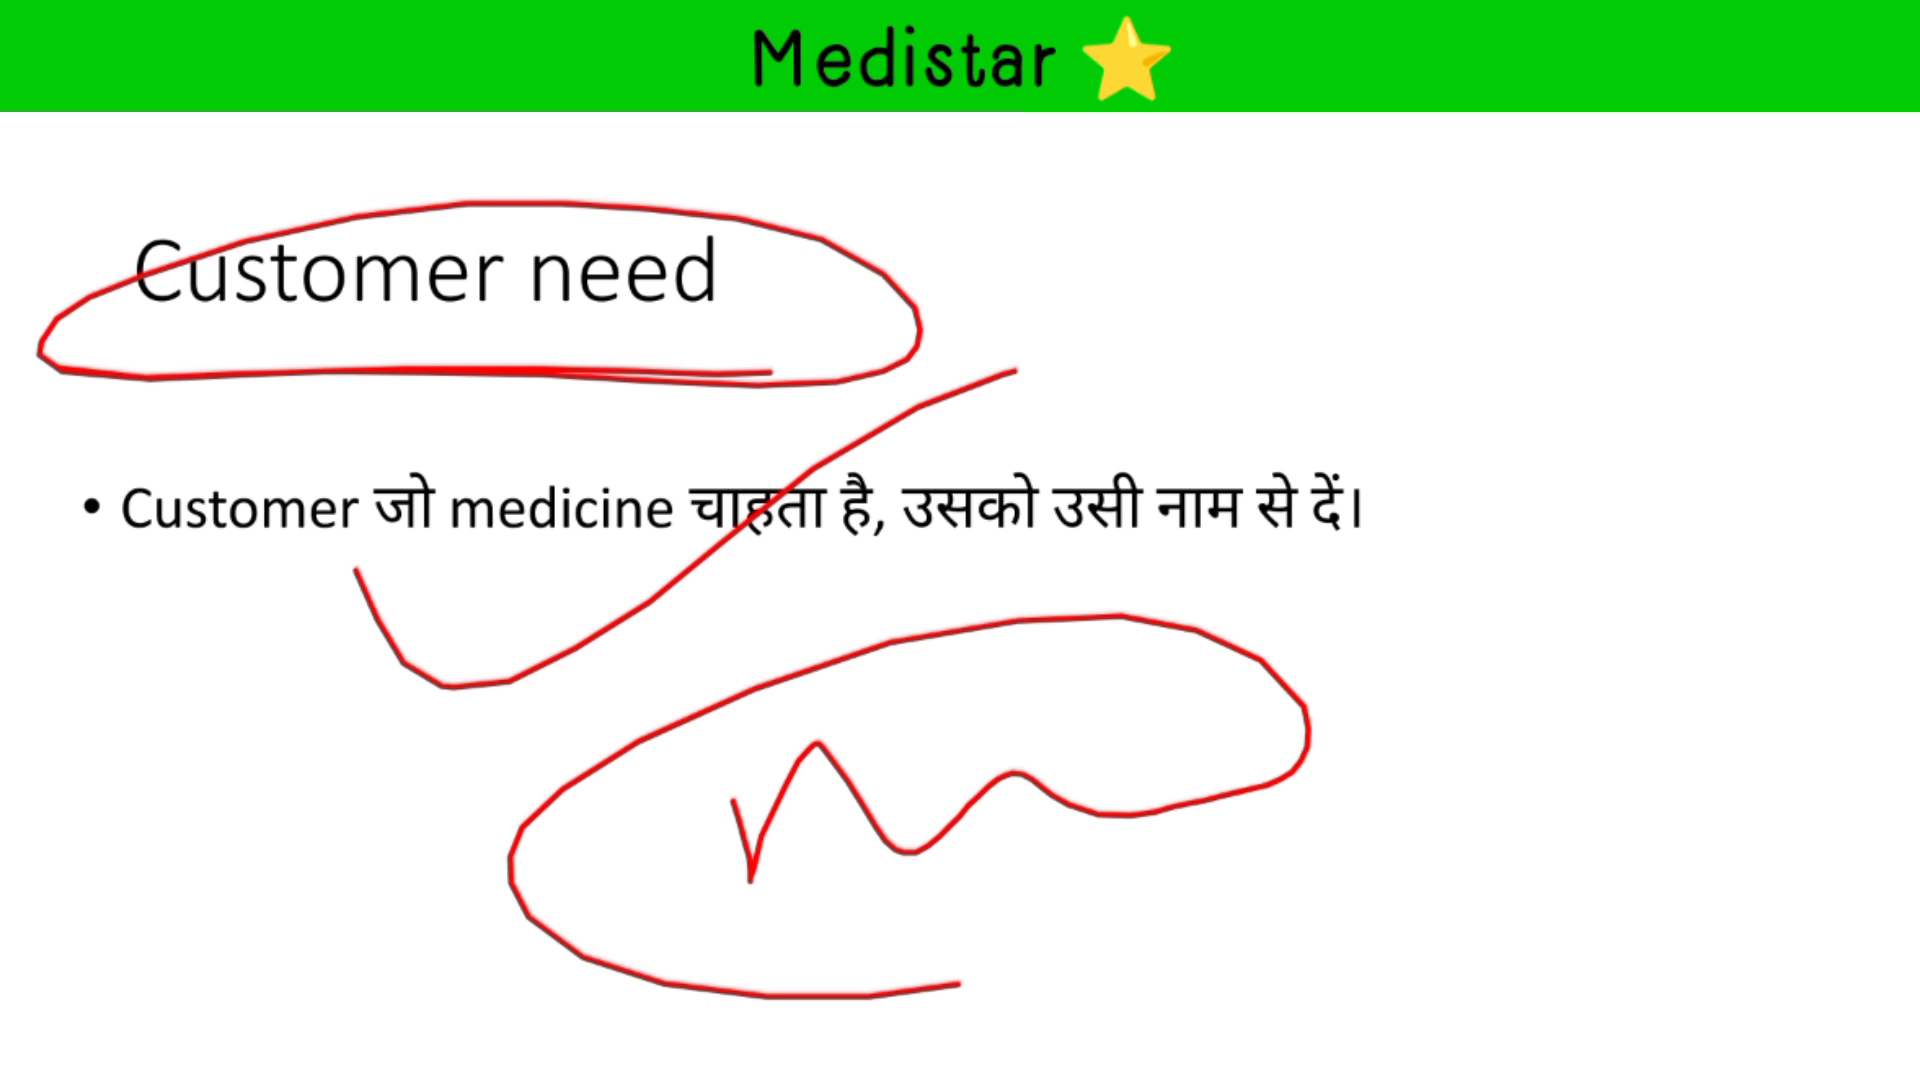 Medistar ⭐
Customer need
• Customer जो medicine चाहता है, उसको उसी नाम से दें।